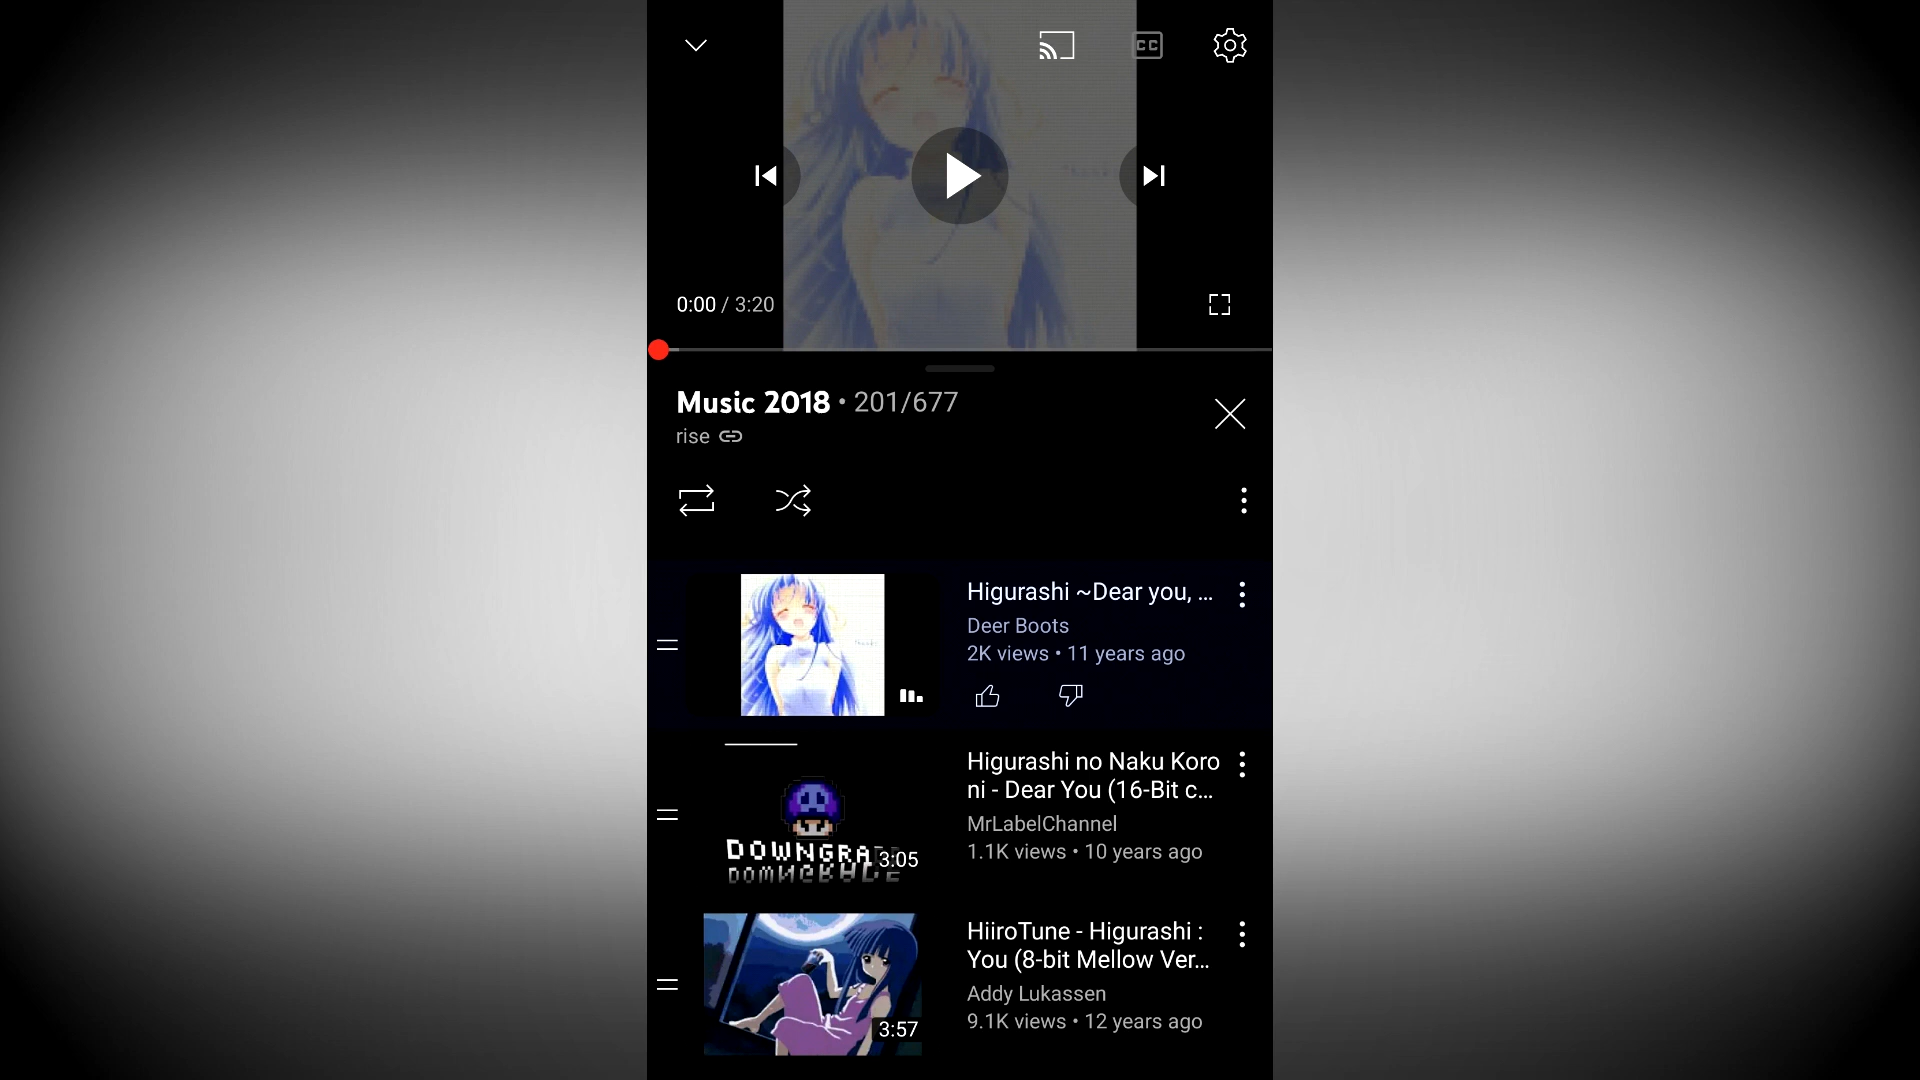 CC
0:00 / 3:20
Music 2018 • 201/677
rise
Higurashi ~Dear you, ...
Deer Boots
2K views • 11 years ago
Higurashi no Naku Koro
ni - Dear You (16-Bit c...
MrLabelChannel
1.1K views • 10 years ago
3:05
HiiroTune - Higurashi :
You (8-bit Mellow Ver...
Addy Lukassen
9.1K views • 12 years ago
3:57